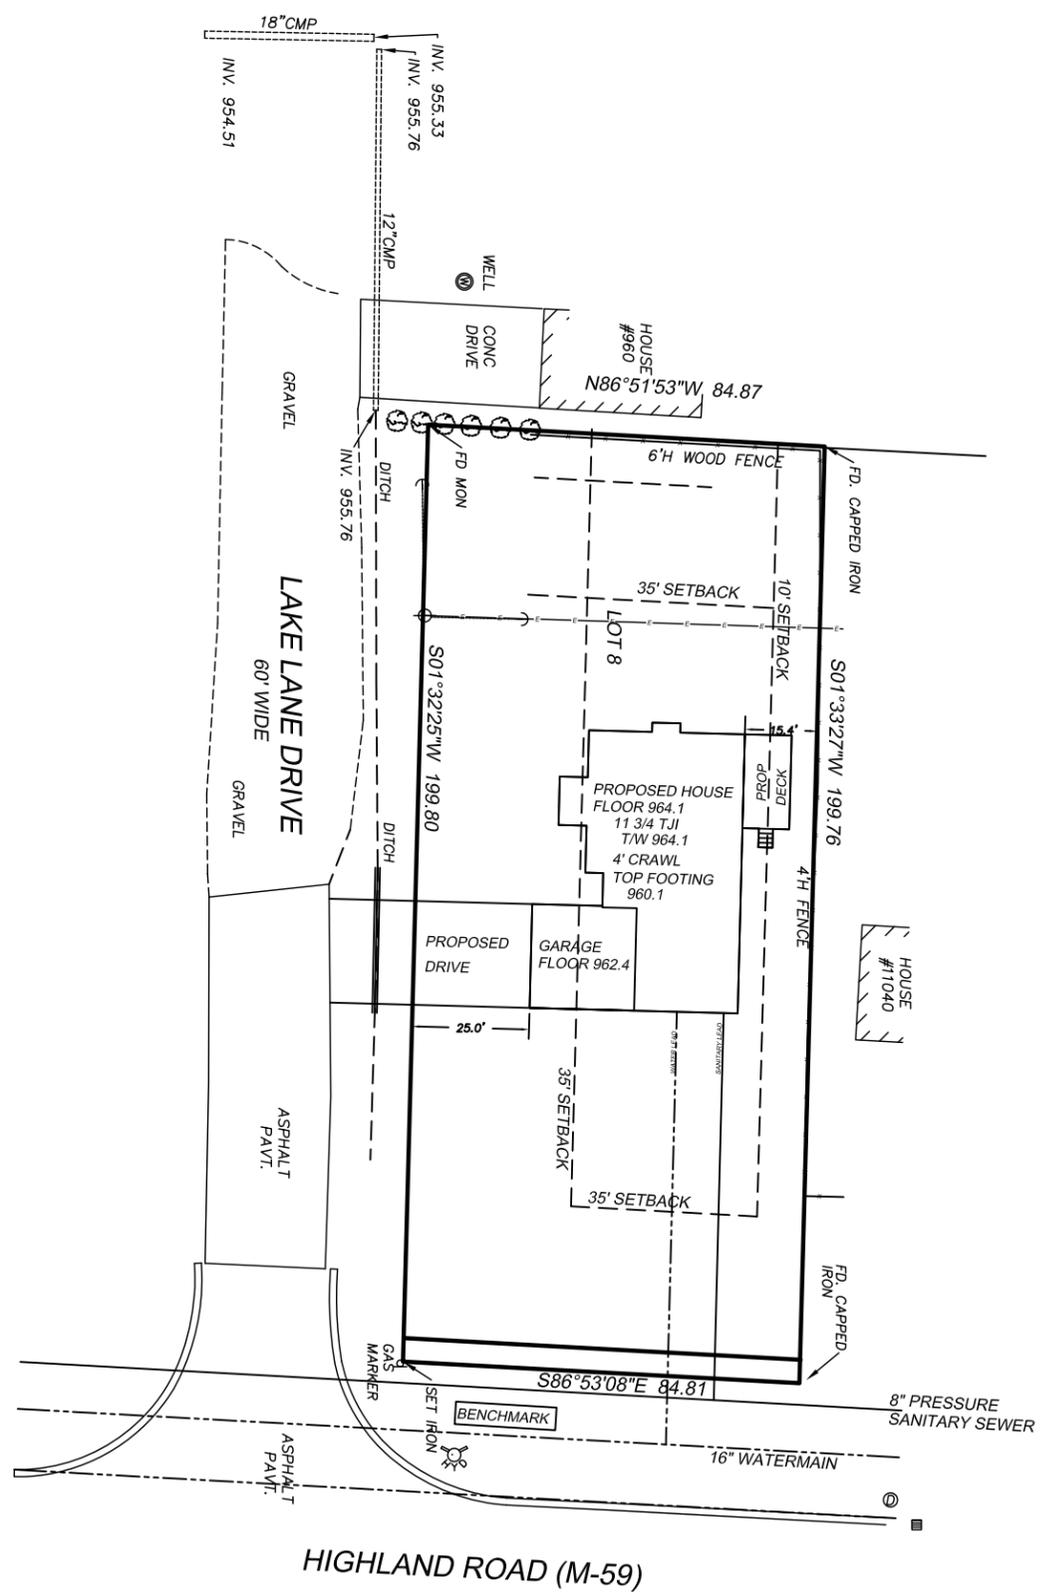 18"CMP
INV. 955.33
INV. 955.76
INV. 954.51
12"CMP
WELL
W
CONC
DRIVE
HOUSE
#960
N86°51'53"W 84.87
GRAVEL
6'H WOOD FENCE
FD MON
FD. CAPPED IRON
DITCH
INV. 955.76
35' SETBACK
10' SETBACK
LOT 8
E E E E E E E E E
LAKE LANE DRIVE
60' WIDE
S01°32'25"W 199.80
S01°33'27"W 199.76
15.4'
PROP
DECK
PROPOSED HOUSE
FLOOR 964.1
11 3/4 TJI
T/W 964.1
4' CRAWL
TOP FOOTING
960.1
GRAVEL
DITCH
4'H FENCE
PROPOSED
DRIVE
GARAGE
FLOOR 962.4
HOUSE
#11040
25.0'
WATER LEAD
SANITARY LEAD
35' SETBACK
ASPHALT
PAVT.
35' SETBACK
FD. CAPPED
IRON
GAS
MARKER
SET IRON
S86°53'08"E 84.81
BENCHMARK
8" PRESSURE
SANITARY SEWER
HY
16" WATERMAIN
ASPHALT
PAVT.
D
HIGHLAND ROAD (M-59)